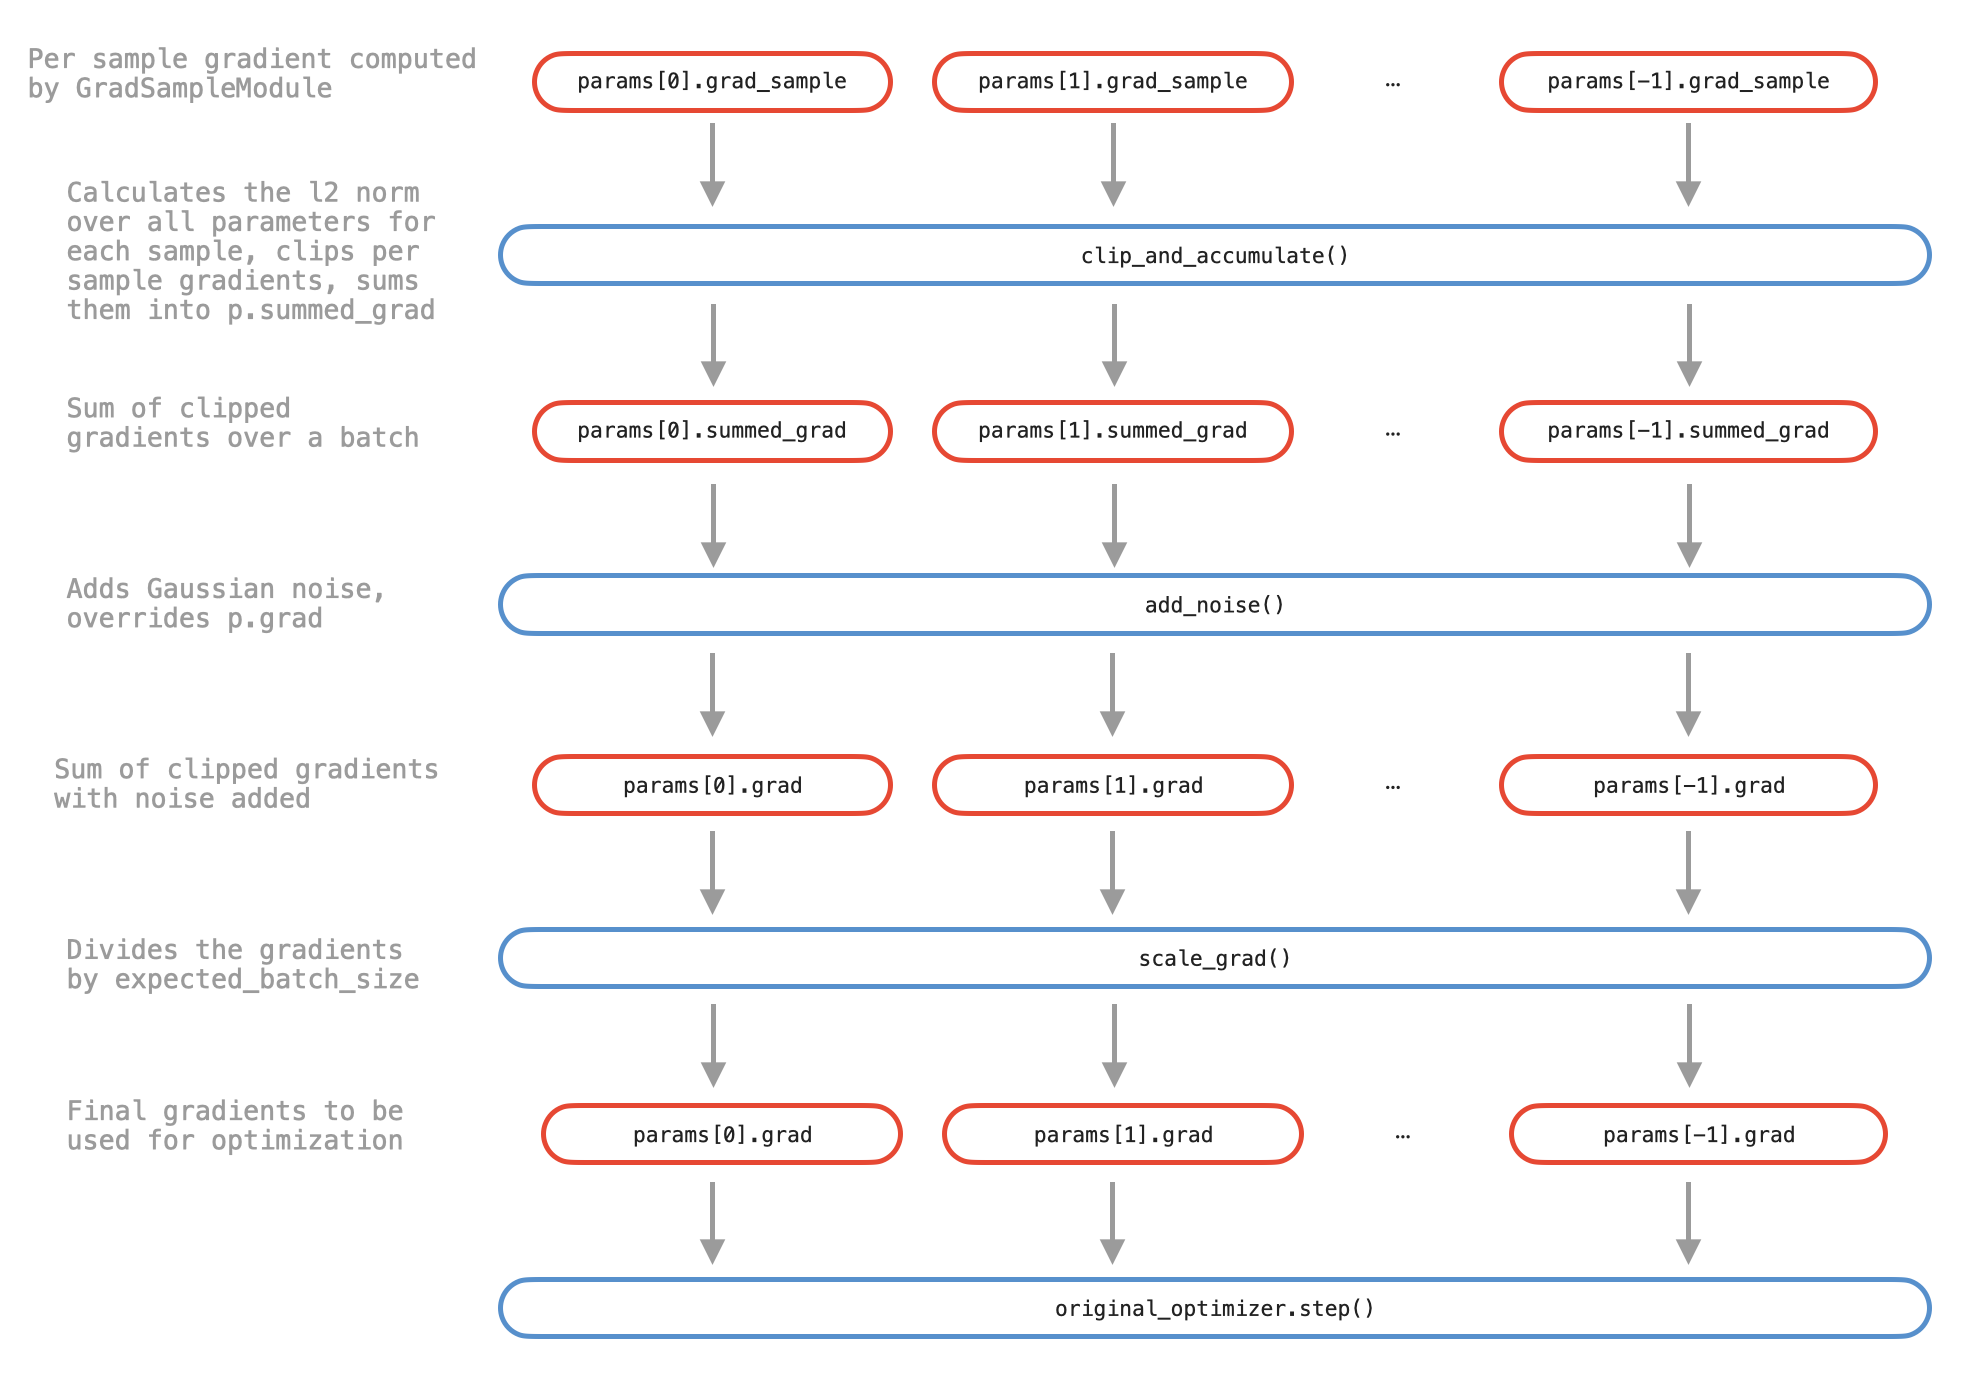 Per sample gradient computed
by GradSampleModule
params[0].grad_sample
params[1].grad_sample
...
params[-1].grad_sample
Calculates the l2 norm
over all parameters for
each sample, clips per
sample gradients, sums
them into p.summed_grad
clip_and_accumulate()
Sum of clipped
gradients over a batch
params[0].summed_grad
params[1].summed_grad
...
params[-1].summed_grad
Adds Gaussian noise,
overrides p.grad
add_noise()
Sum of clipped gradients
with noise added
params[0].grad
params[1].grad
...
params[-1].grad
Divides the gradients
by expected_batch_size
scale_grad()
Final gradients to be
used for optimization
params[0].grad
params[1].grad
...
params[-1].grad
original_optimizer.step()